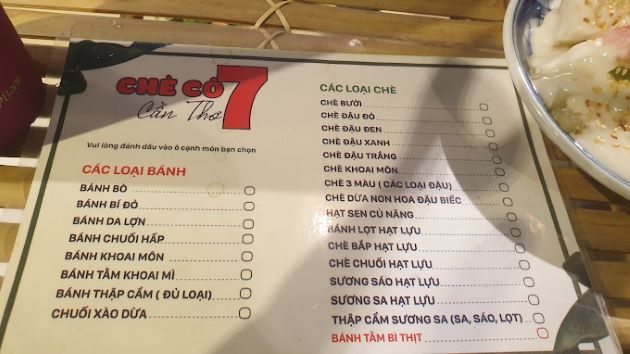 CHÈ CÔ 7
Cần Thơ
Vui lòng đánh dấu vào ô cạnh món bạn chọn
CÁC LOẠI BÁNH
BÁNH BÒ
BÁNH BÍ ĐỎ
BÁNH DA LỢN
BÁNH CHUỐI HẤP
BÁNH KHOAI MÔN
BÁNH TẰM KHOAI MÌ
BÁNH THẬP CẨM ( ĐỦ LOẠI)
CHUỐI XÀO DỪA
CÁC LOẠI CHÈ
CHÈ BƯỞI
CHÈ ĐẬU ĐỎ
CHÈ ĐẬU ĐEN
CHÈ ĐẬU XANH
CHÈ ĐẬU TRẮNG
CHÈ KHOAI MÔN
CHÈ 3 MÀU ( CÁC LOẠI ĐẬU)
CHÈ DỪA NON HOA ĐẬU BIẾC
HẠT SEN CỦ NĂNG
BÁNH LỌT HẠT LỰU
CHÈ BẮP HẠT LỰU
CHÈ CHUỐI HẠT LỰU
SƯƠNG SÁO HẠT LỰU
SƯƠNG SA HẠT LỰU
THẬP CẨM SƯƠNG SA (SA, SÁO, LỌT)
BÁNH TẰM BÌ THỊT